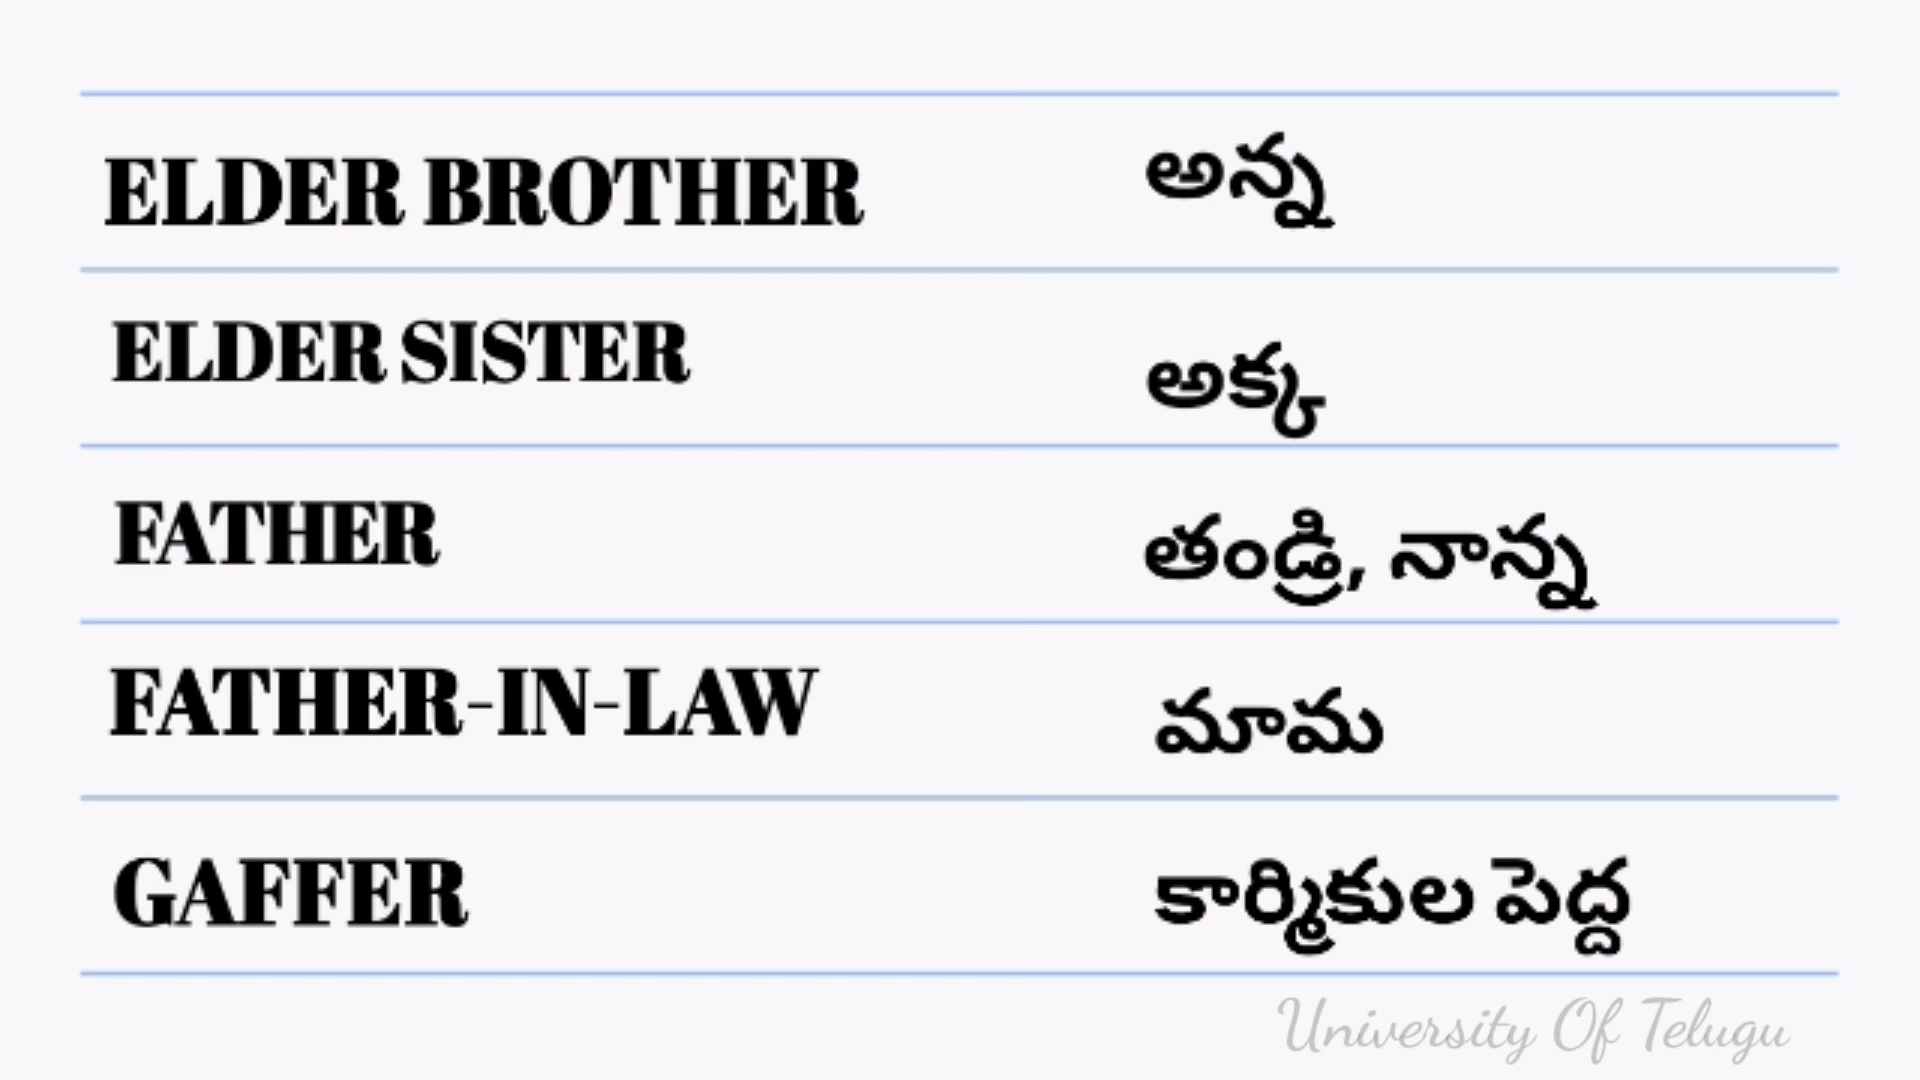 ELDER BROTHER అన్న
ELDER SISTER అక్క
FATHER తండ్రి, నాన్న
FATHER-IN-LAW మామ
GAFFER కార్మికుల పెద్ద
University Of Telugu